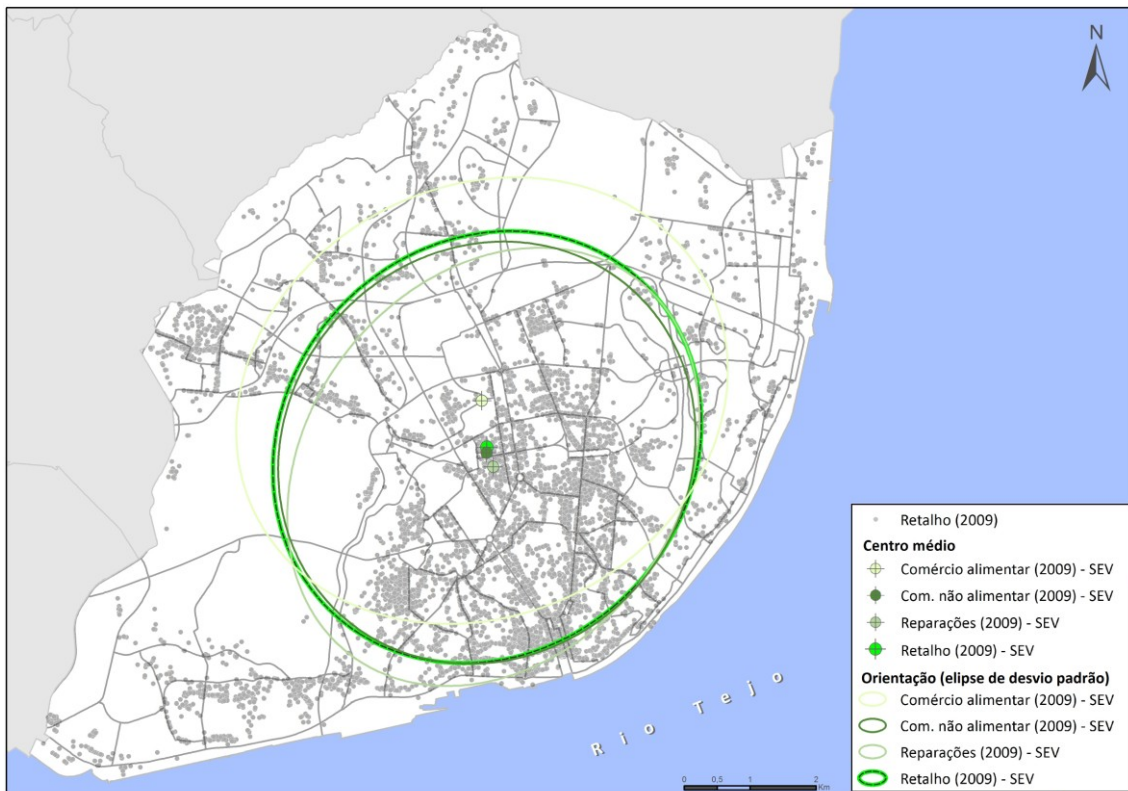 N
Retalho (2009)
Centro médio
Comércio alimentar (2009) - SEV
Com. não alimentar (2009) - SEV
Reparações (2009) - SEV
Retalho (2009) - SEV
Orientação (elipse de desvio padrão)
Comércio alimentar (2009) - SEV
Com. não alimentar (2009) - SEV
Reparações (2009) - SEV
Retalho (2009) - SEV
Rio Tejo
0 0,5 1 2
Km